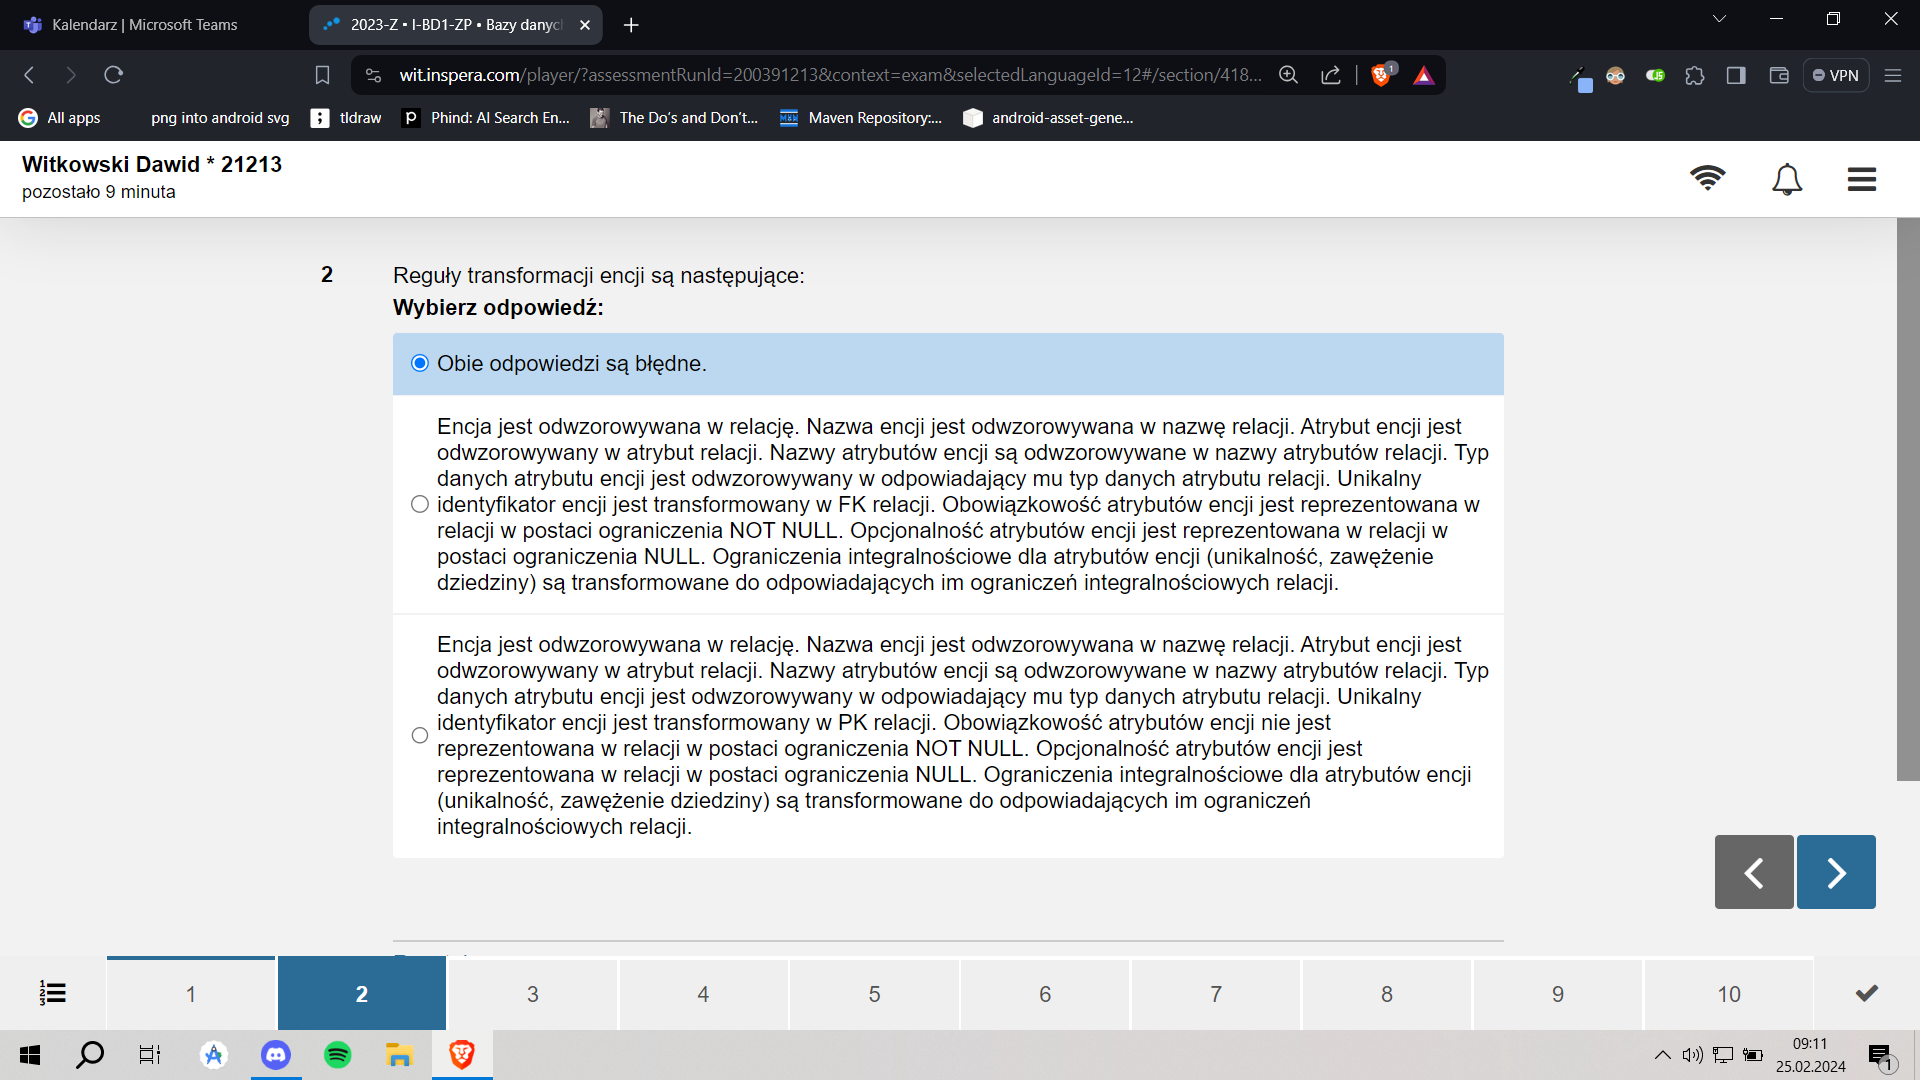 Kalendarz | Microsoft Teams
2023-Z • I-BD1-ZP • Bazy danyc
wit.inspera.com/player/?assessmentRunId=200391213&context=exam&selectedLanguageId=12#/section/418...
1
VPN
All apps
png into android svg
tldraw
Phind: AI Search En...
The Do's and Don't...
Maven Repository:...
android-asset-gene...
Witkowski Dawid * 21213
pozostało 9 minuta
2
Reguły transformacji encji są następujące:
Wybierz odpowiedź:
Obie odpowiedzi są błędne.
Encja jest odwzorowywana w relację. Nazwa encji jest odwzorowywana w nazwę relacji. Atrybut encji jest
odwzorowywany w atrybut relacji. Nazwy atrybutów encji są odwzorowywane w nazwy atrybutów relacji. Typ
danych atrybutu encji jest odwzorowywany w odpowiadający mu typ danych atrybutu relacji. Unikalny
identyfikator encji jest transformowany w FK relacji. Obowiązkowość atrybutów encji jest reprezentowana w
relacji w postaci ograniczenia NOT NULL. Opcjonalność atrybutów encji jest reprezentowana w relacji w
postaci ograniczenia NULL. Ograniczenia integralnościowe dla atrybutów encji (unikalność, zawężenie
dziedziny) są transformowane do odpowiadających im ograniczeń integralnościowych relacji.
Encja jest odwzorowywana w relację. Nazwa encji jest odwzorowywana w nazwę relacji. Atrybut encji jest
odwzorowywany w atrybut relacji. Nazwy atrybutów encji są odwzorowywane w nazwy atrybutów relacji. Typ
danych atrybutu encji jest odwzorowywany w odpowiadający mu typ danych atrybutu relacji. Unikalny
identyfikator encji jest transformowany w PK relacji. Obowiązkowość atrybutów encji nie jest
reprezentowana w relacji w postaci ograniczenia NOT NULL. Opcjonalność atrybutów encji jest
reprezentowana w relacji w postaci ograniczenia NULL. Ograniczenia integralnościowe dla atrybutów encji
(unikalność, zawężenie dziedziny) są transformowane do odpowiadających im ograniczeń
integralnościowych relacji.
1
2
3
4
5
6
7
8
9
10
09:11
25.02.2024
1